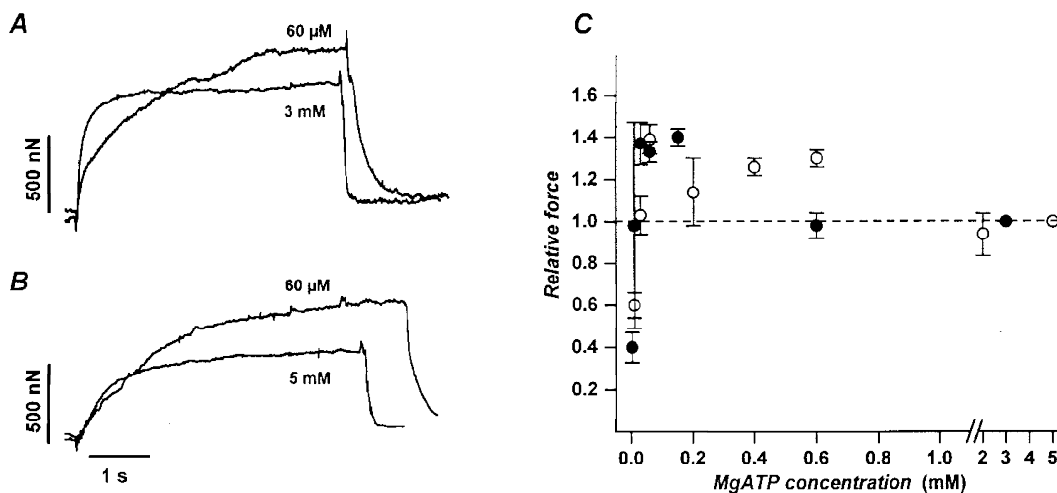 A
60 μM
3 mM
500 nN
B
60 μM
5 mM
500 nN
1 s
C
Relative force
1.6
1.4
1.2
1.0
0.8
0.6
0.4
0.2
0.0 0.2 0.4 0.6 0.8 1.0 2 3 4 5
MgATP concentration (mM)